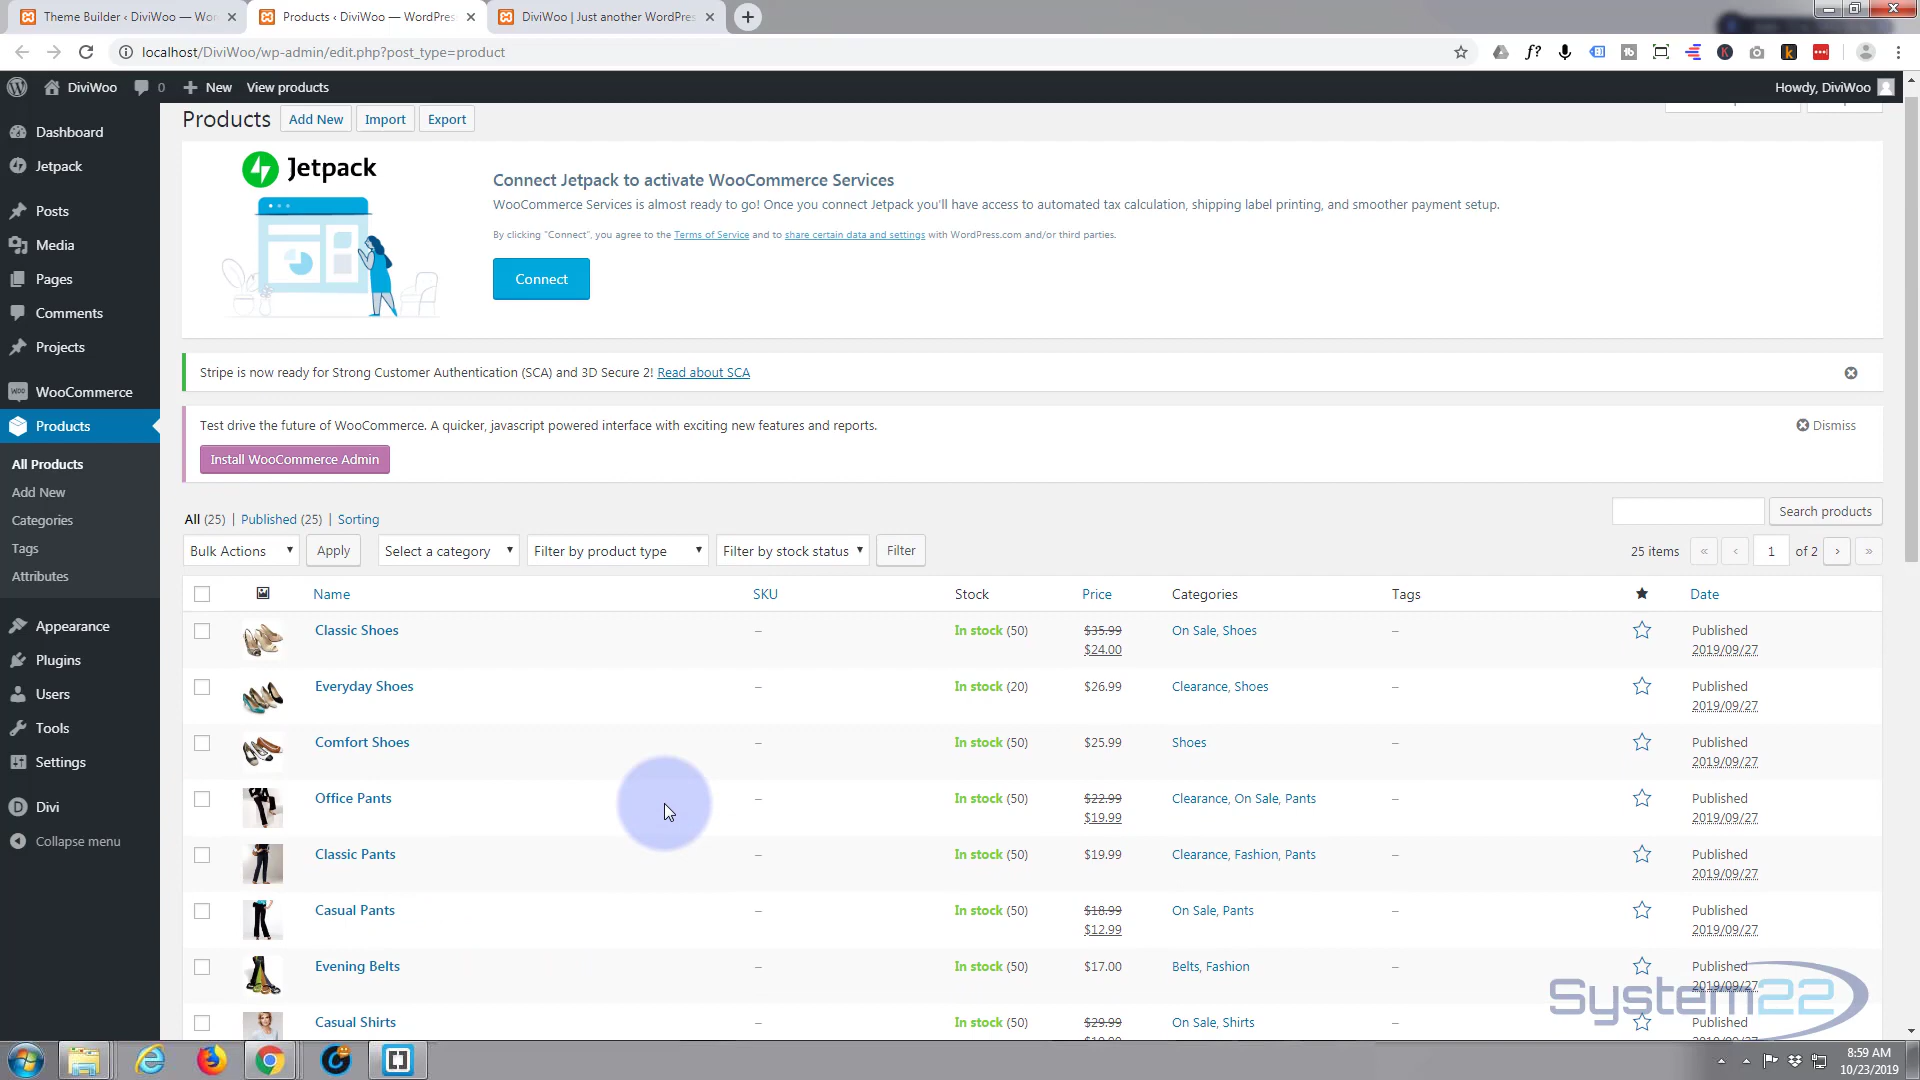 Theme Builder ‹ DiviWoo — Wor
Products ‹ DiviWoo — WordPress
DiviWoo | Just another WordPres
localhost/DiviWoo/wp-admin/edit.php?post_type=product
DiviWoo 0 New View products Howdy, DiviWoo
Dashboard
Jetpack
Posts
Media
Pages
Comments
Projects
WooCommerce
Products
All Products
Add New
Categories
Tags
Attributes
Appearance
Plugins
Users
Tools
Settings
Divi
Collapse menu
Products Add New Import Export
Jetpack
Connect Jetpack to activate WooCommerce Services
WooCommerce Services is almost ready to go! Once you connect Jetpack you'll have access to automated tax calculation, shipping label printing, and smoother payment setup.
By clicking "Connect", you agree to the Terms of Service and to share certain data and settings with WordPress.com and/or third parties.
Connect
Stripe is now ready for Strong Customer Authentication (SCA) and 3D Secure 2! Read about SCA
Test drive the future of WooCommerce. A quicker, javascript powered interface with exciting new features and reports. Dismiss
Install WooCommerce Admin
All (25) | Published (25) | Sorting Search products
Bulk Actions Apply Select a category Filter by product type Filter by stock status Filter 25 items « ‹ 1 of 2 › »
Name SKU Stock Price Categories Tags Date
Classic Shoes – In stock (50) $35.99 On Sale, Shoes – Published
$24.00 2019/09/27
Everyday Shoes – In stock (20) $26.99 Clearance, Shoes – Published
2019/09/27
Comfort Shoes – In stock (50) $25.99 Shoes – Published
2019/09/27
Office Pants – In stock (50) $22.99 Clearance, On Sale, Pants – Published
$19.99 2019/09/27
Classic Pants – In stock (50) $19.99 Clearance, Fashion, Pants – Published
2019/09/27
Casual Pants – In stock (50) $18.99 On Sale, Pants – Published
$12.99 2019/09/27
Evening Belts – In stock (50) $17.00 Belts, Fashion – Published
2019/09/27
Casual Shirts – In stock (50) $29.99 On Sale, Shirts – Published
System22
8:59 AM
10/23/2019